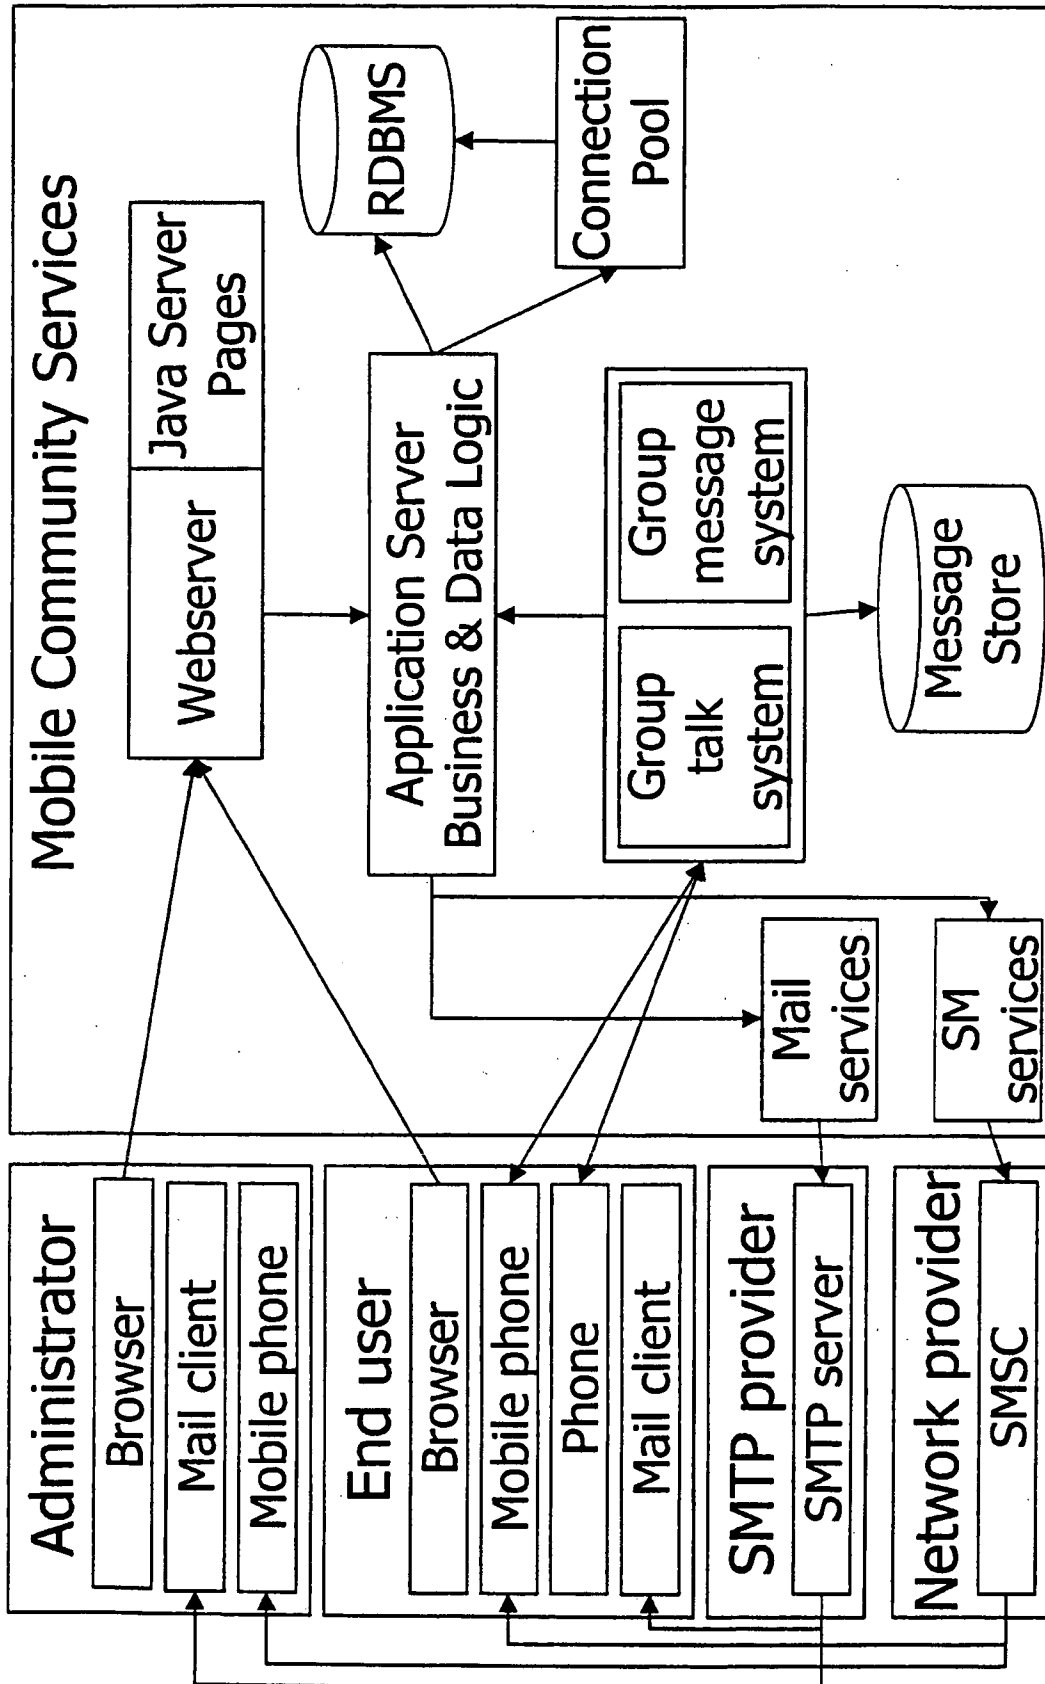 Mobile Community Services
Administrator
Browser
Mail client
Mobile phone
End user
Browser
Mobile phone
Phone
Mail client
SMTP provider
SMTP server
Network provider
SMSC
Webserver
Java Server
Pages
Application Server
Business & Data Logic
RDBMS
Connection
Pool
Group
talk
system
Group
message
system
Message
Store
Mail
services
SM
services